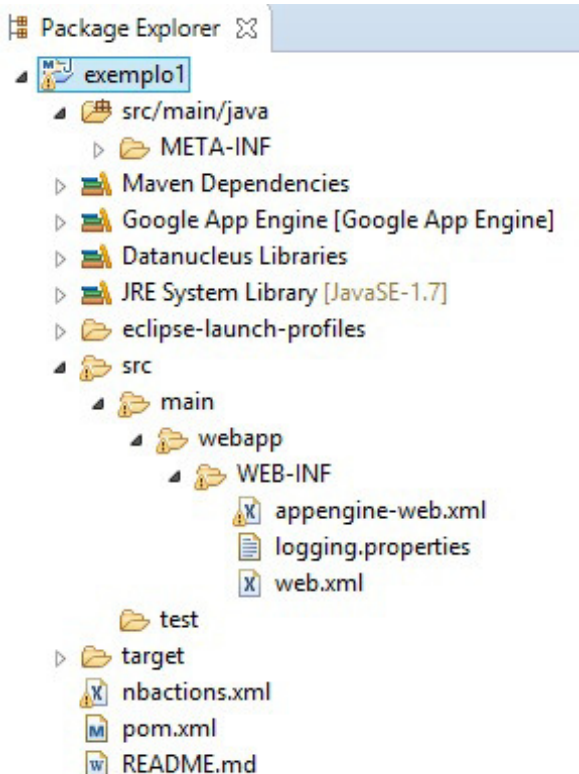 Package Explorer
exemplo1
src/main/java
META-INF
Maven Dependencies
Google App Engine [Google App Engine]
Datanucleus Libraries
JRE System Library [JavaSE-1.7]
eclipse-launch-profiles
src
main
webapp
WEB-INF
appengine-web.xml
logging.properties
web.xml
test
target
nbactions.xml
pom.xml
README.md